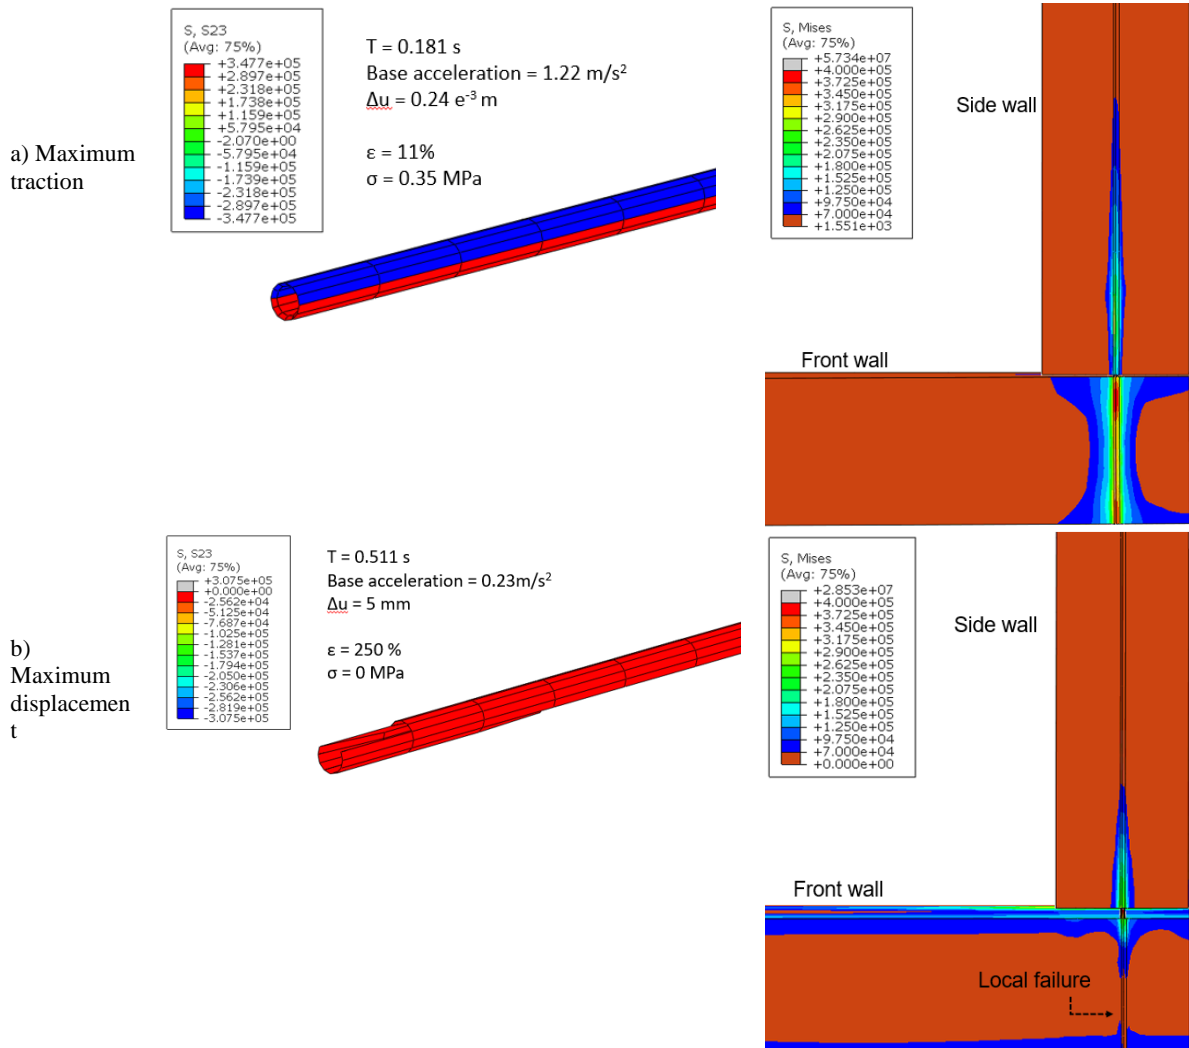 a) Maximum
traction
S, S23
(Avg: 75%)
+3.477e+05
+2.897e+05
+2.318e+05
+1.738e+05
+1.159e+05
+5.795e+04
-2.070e+00
-5.795e+04
-1.159e+05
-1.739e+05
-2.318e+05
-2.897e+05
-3.477e+05
T = 0.181 s
Base acceleration = 1.22 m/s²
Δu = 0.24 e⁻³ m
ε = 11%
σ = 0.35 MPa
S, Mises
(Avg: 75%)
+5.734e+07
+4.000e+05
+3.725e+05
+3.450e+05
+3.175e+05
+2.900e+05
+2.625e+05
+2.350e+05
+2.075e+05
+1.800e+05
+1.525e+05
+1.250e+05
+9.750e+04
+7.000e+04
+1.551e+03
Side wall
Front wall
b)
Maximum
displacemen
t
S, S23
(Avg: 75%)
+3.075e+05
+0.000e+00
-2.562e+04
-5.125e+04
-7.687e+04
-1.025e+05
-1.281e+05
-1.537e+05
-1.794e+05
-2.050e+05
-2.306e+05
-2.562e+05
-2.819e+05
-3.075e+05
T = 0.511 s
Base acceleration = 0.23m/s²
Δu = 5 mm
ε = 250 %
σ = 0 MPa
S, Mises
(Avg: 75%)
+2.853e+07
+4.000e+05
+3.725e+05
+3.450e+05
+3.175e+05
+2.900e+05
+2.625e+05
+2.350e+05
+2.075e+05
+1.800e+05
+1.525e+05
+1.250e+05
+9.750e+04
+7.000e+04
+0.000e+00
Side wall
Front wall
Local failure